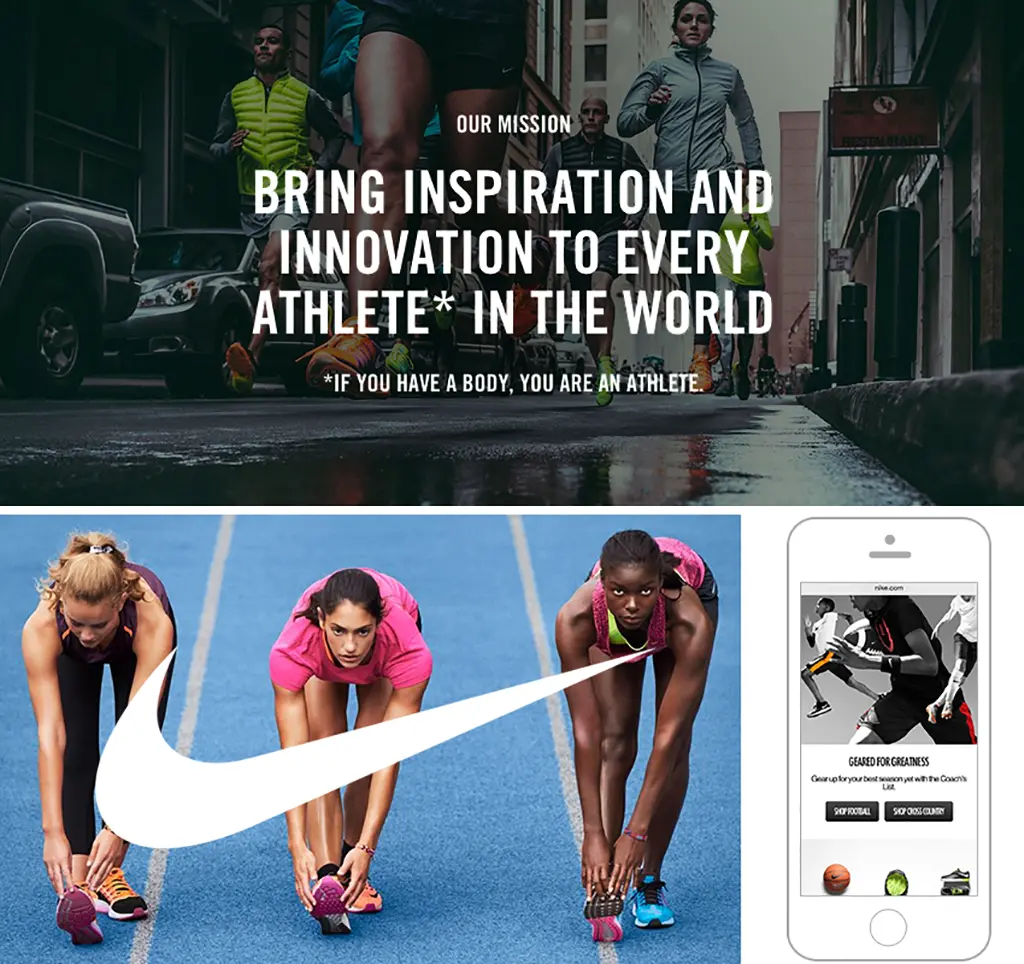 OUR MISSION
BRING INSPIRATION AND
INNOVATION TO EVERY
ATHLETE* IN THE WORLD
*IF YOU HAVE A BODY, YOU ARE AN ATHLETE.
RESTAURANT
nike.com
GEARED FOR GREATNESS
Gear up for your best season yet with the Coach's
List.
SHOP FOOTBALL
SHOP CROSS COUNTRY